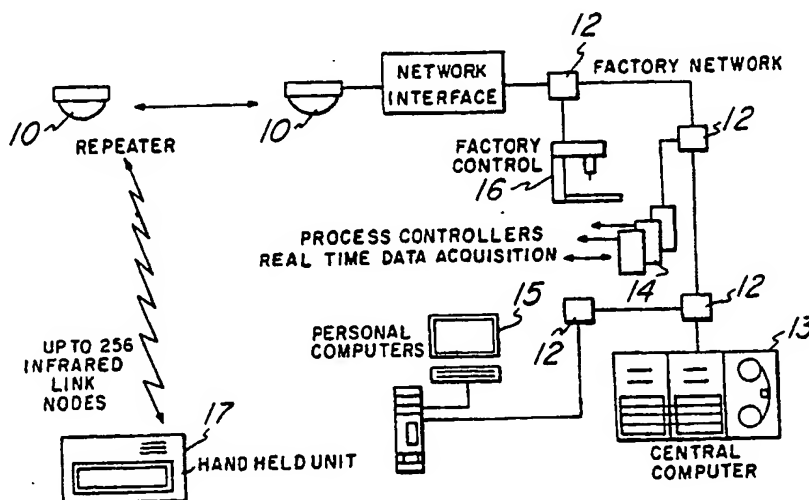 12
NETWORK
INTERFACE
FACTORY NETWORK
10
10
12
REPEATER
FACTORY
CONTROL
16
PROCESS CONTROLLERS
REAL TIME DATA ACQUISITION
14
12
15
12
13
PERSONAL
COMPUTERS
UP TO 256
INFRARED
LINK
NODES
17
HAND HELD UNIT
CENTRAL
COMPUTER